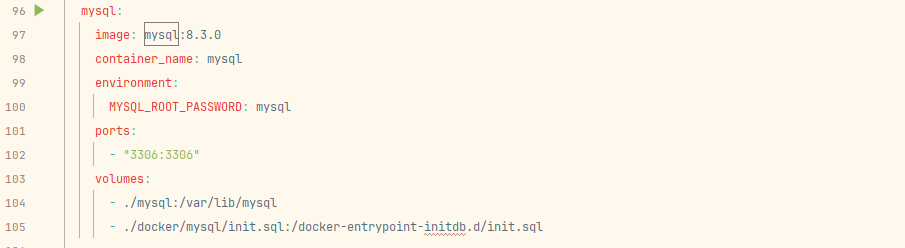 96 mysql:
97 image: mysql:8.3.0
98 container_name: mysql
99 environment:
100 MYSQL_ROOT_PASSWORD: mysql
101 ports:
102 - "3306:3306"
103 volumes:
104 - ./mysql:/var/lib/mysql
105 - ./docker/mysql/init.sql:/docker-entrypoint-initdb.d/init.sql